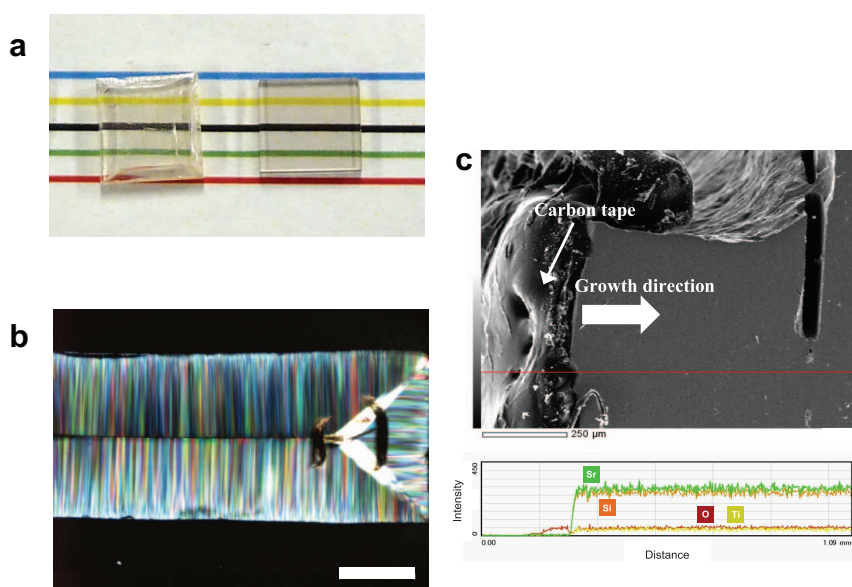 a
b
c
Carbon tape
Growth direction
250 µm
450
Intensity
0
Sr
Si
O
Ti
0.00
1.09 mm
Distance